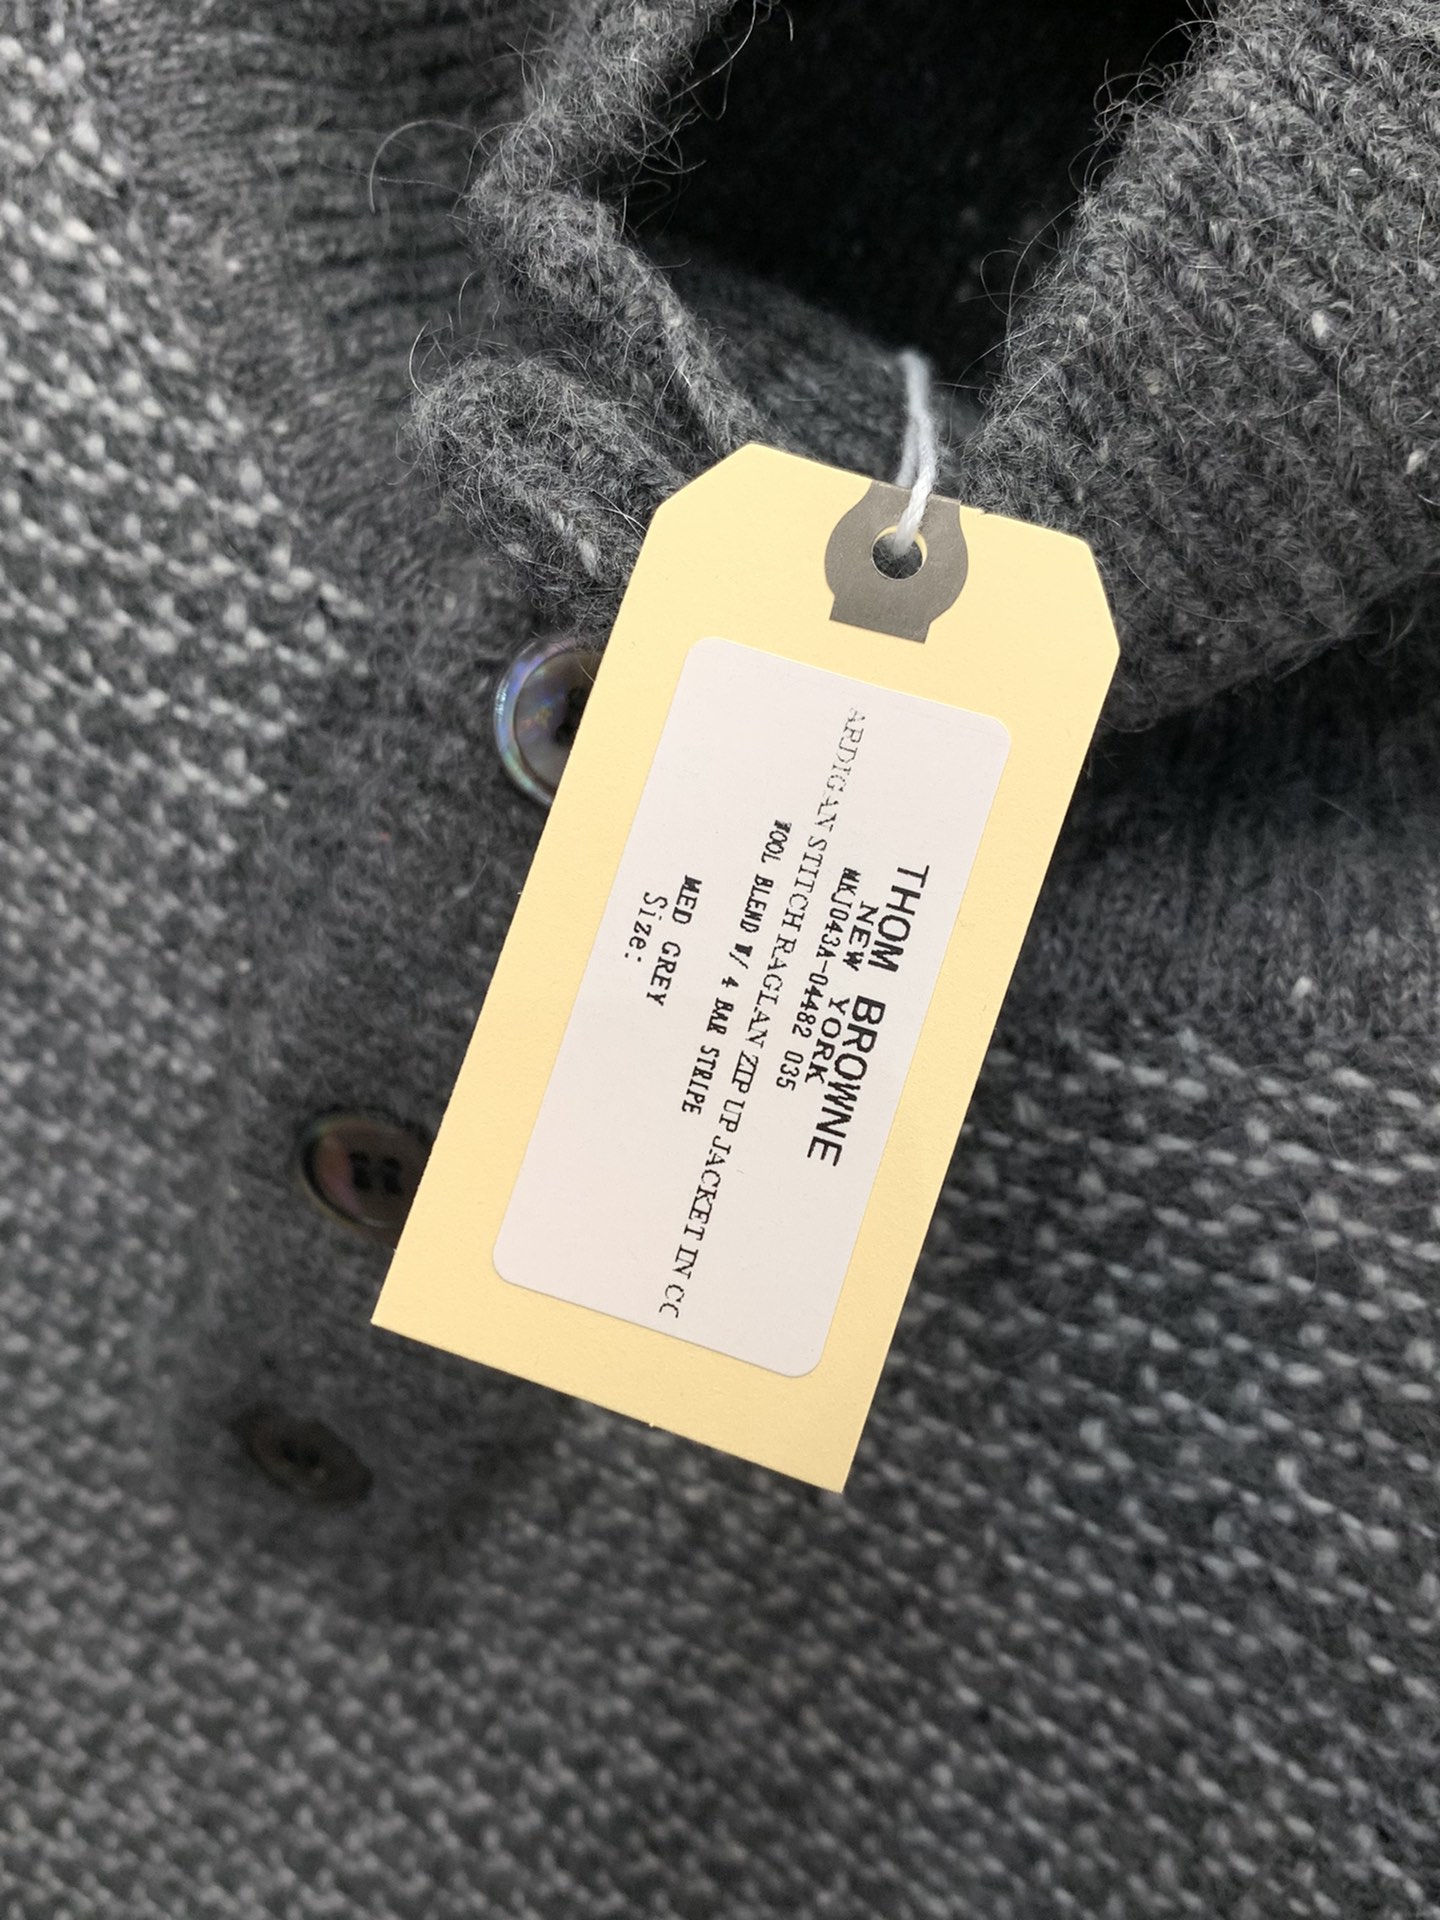 THOM BROWNE
NEW YORK
MKJ043A-04482 035
ARDIGAN STITCH RAGLAN ZIP UP JACKET IN CC
WOOL BLEND W/ 4 BAR STRIPE
MED GREY
Size: